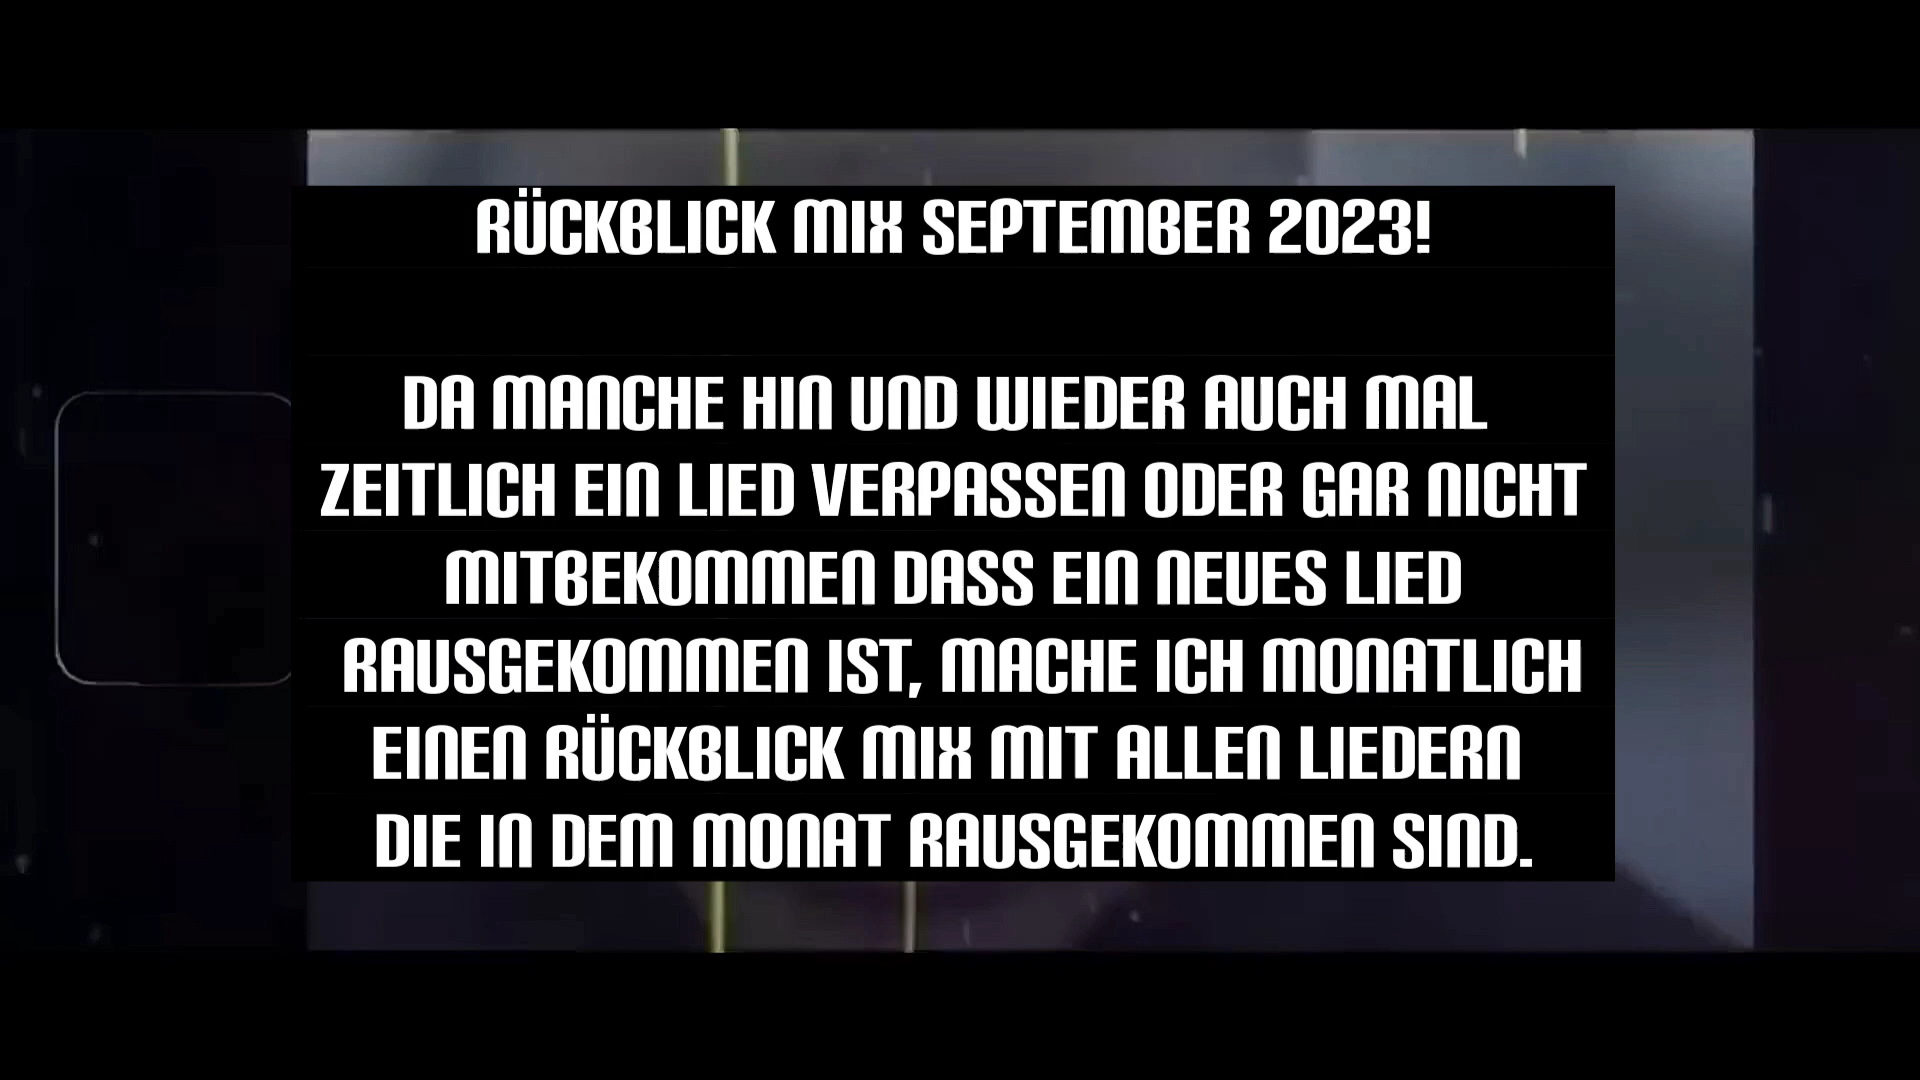 RÜCKBLICK MIX SEPTEMBER 2023!
DA MANCHE HIN UND WIEDER AUCH MAL
ZEITLICH EIN LIED VERPASSEN ODER GAR NICHT
MITBEKOMMEN DASS EIN NEUES LIED
RAUSGEKOMMEN IST, MACHE ICH MONATLICH
EINEN RÜCKBLICK MIX MIT ALLEN LIEDERN
DIE IN DEM MONAT RAUSGEKOMMEN SIND.